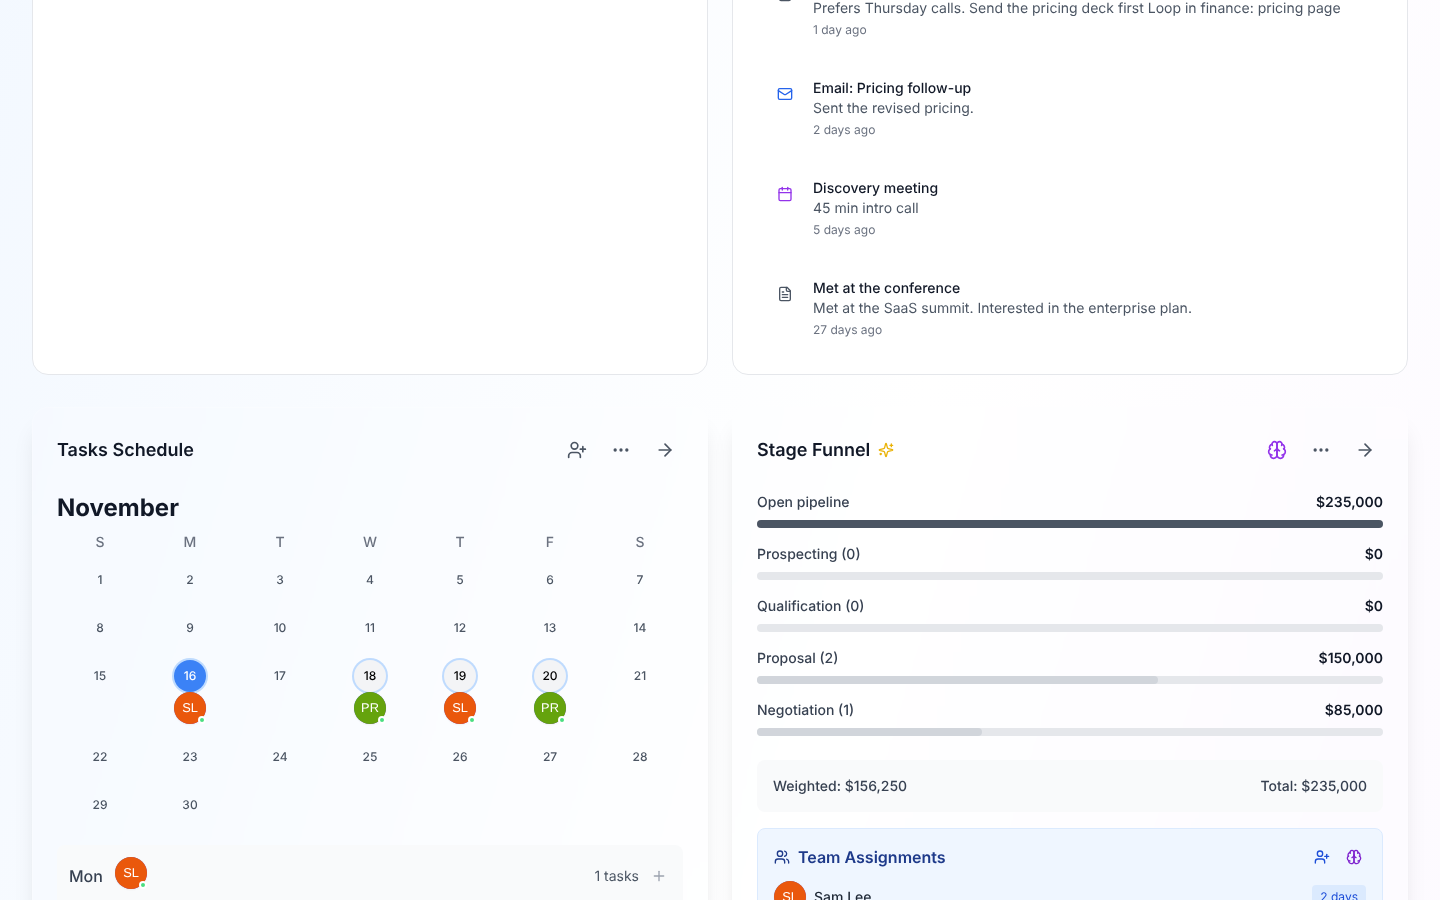 Prefers Thursday calls. Send the pricing deck first Loop in finance: pricing page
1 day ago
Email: Pricing follow-up
Sent the revised pricing.
2 days ago
Discovery meeting
45 min intro call
5 days ago
Met at the conference
Met at the SaaS summit. Interested in the enterprise plan.
27 days ago
Tasks Schedule
November
S M T W T F S
1 2 3 4 5 6 7
8 9 10 11 12 13 14
15 16 17 18 19 20 21
SL PR SL PR
22 23 24 25 26 27 28
29 30
Mon SL 1 tasks
Stage Funnel
Open pipeline $235,000
Prospecting (0) $0
Qualification (0) $0
Proposal (2) $150,000
Negotiation (1) $85,000
Weighted: $156,250 Total: $235,000
Team Assignments
SL Sam Lee 2 days